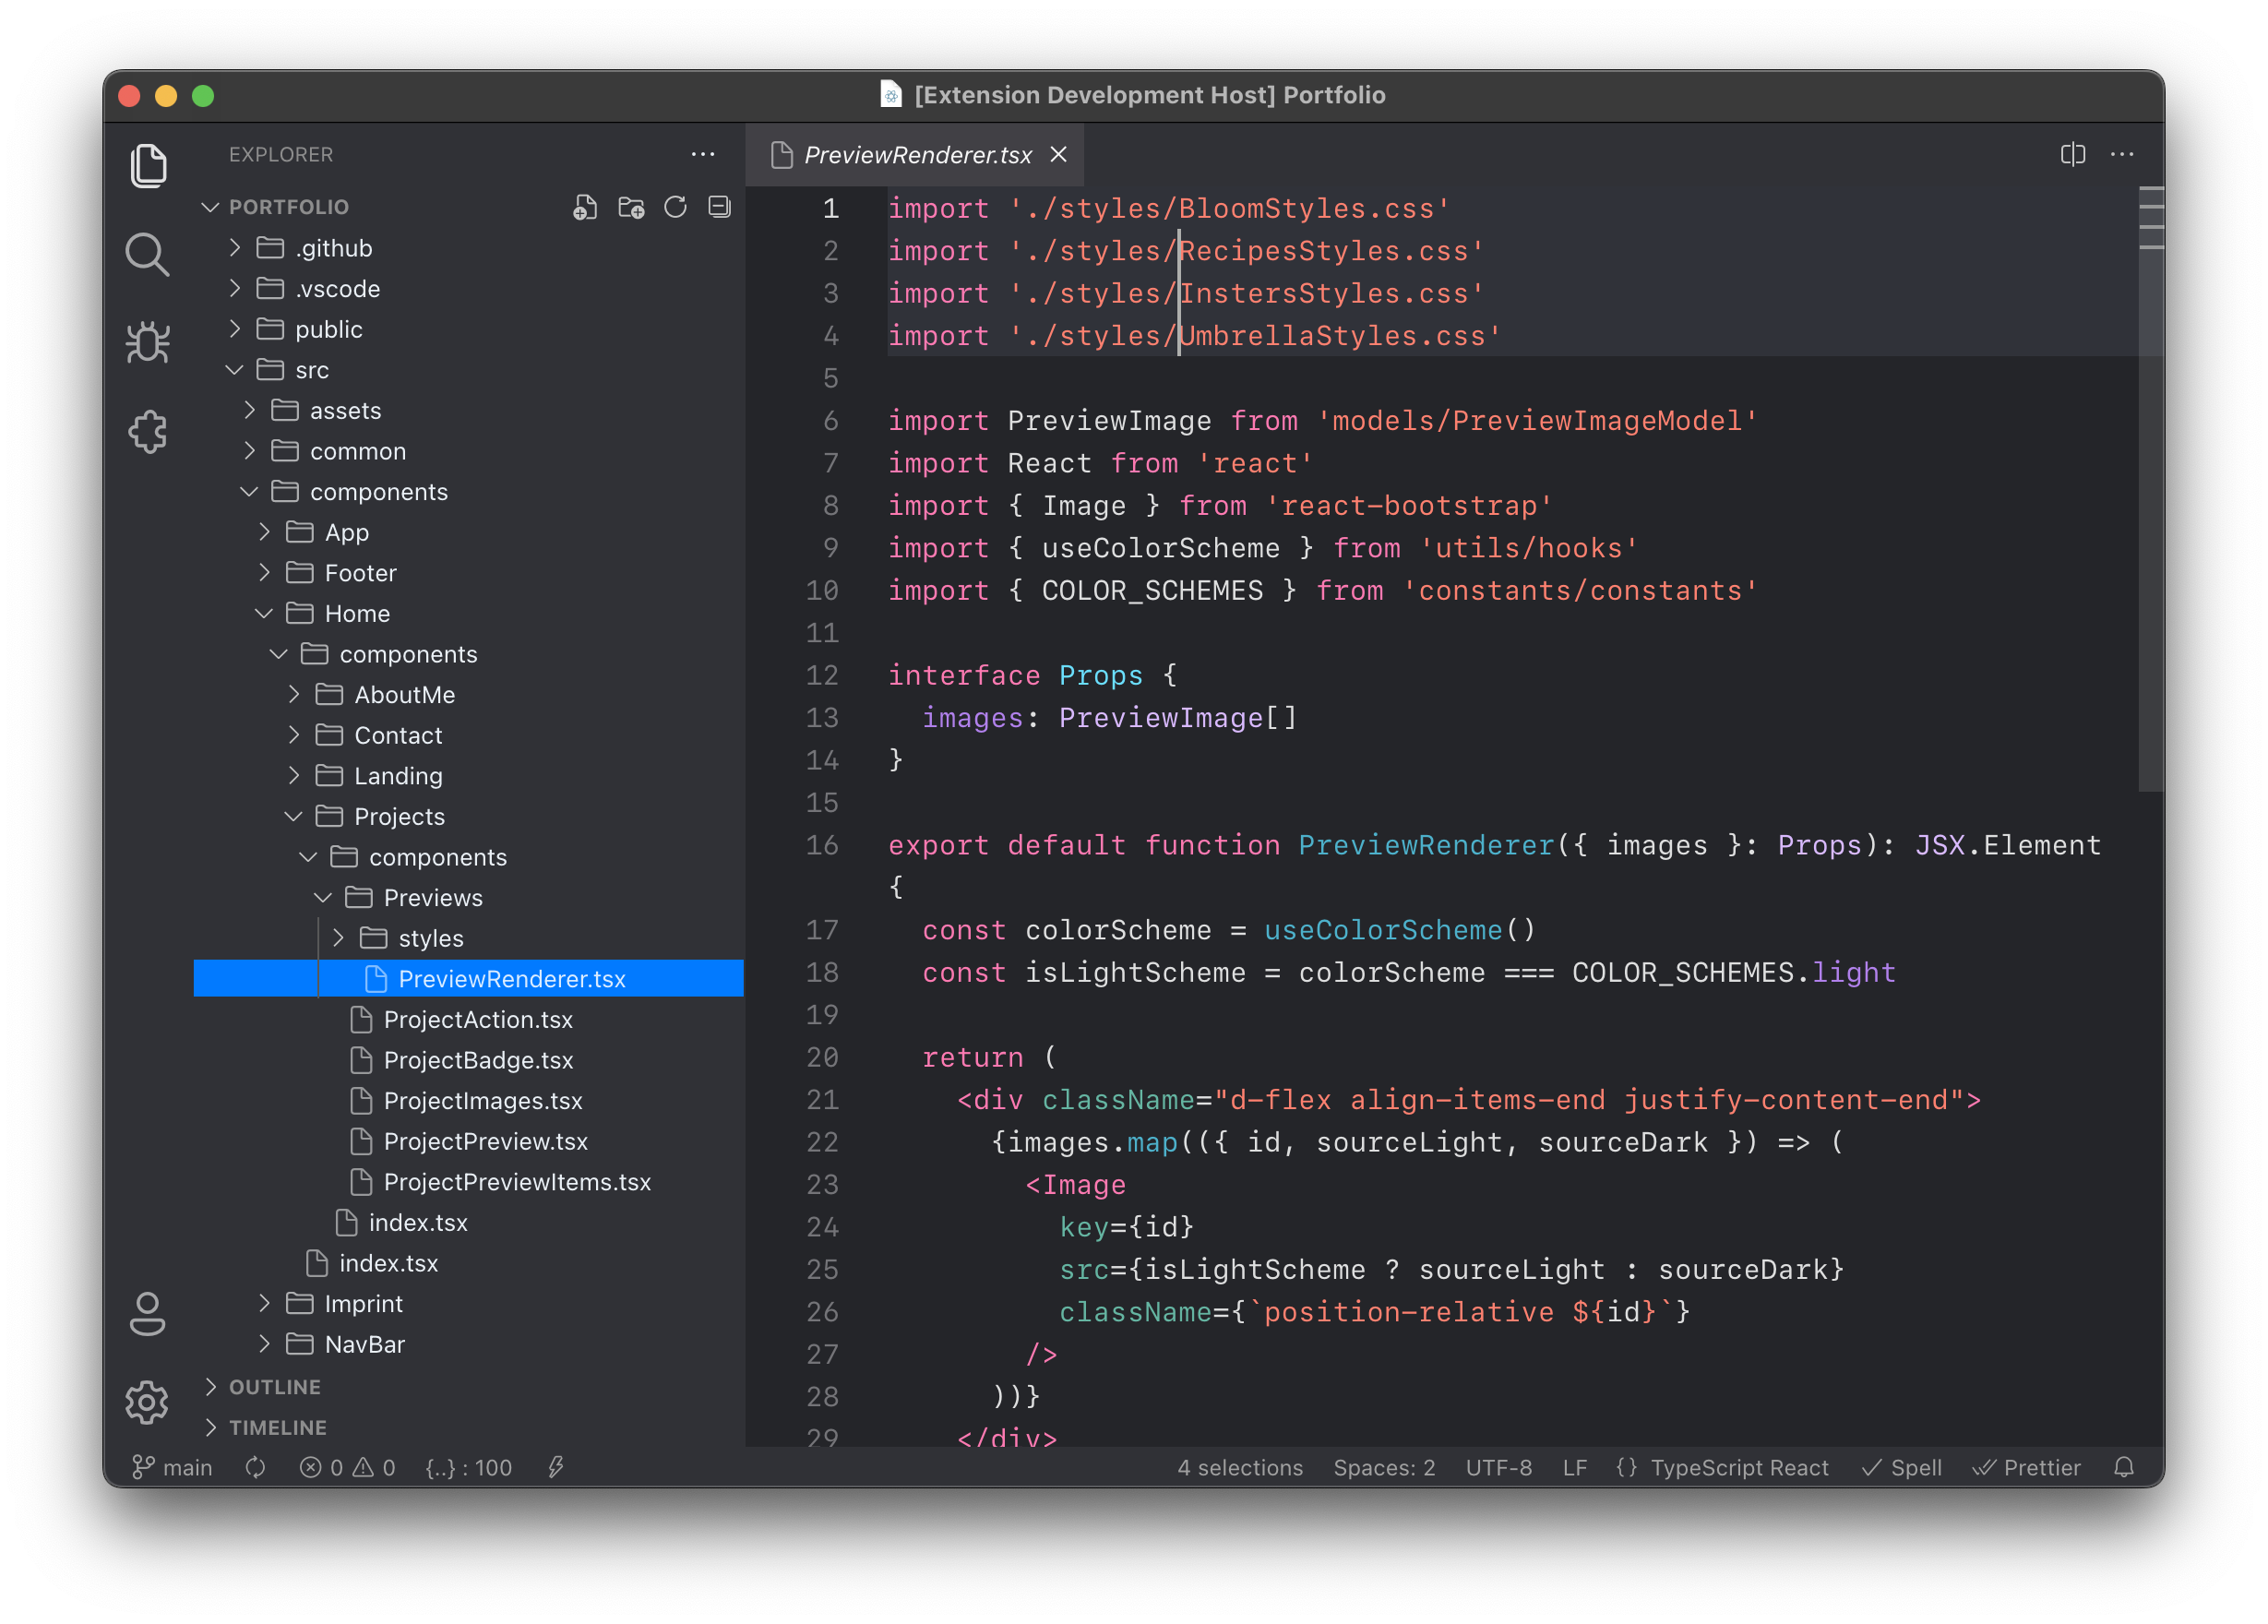 [Extension Development Host] Portfolio
EXPLORER
PORTFOLIO
.github
.vscode
public
src
assets
common
components
App
Footer
Home
components
AboutMe
Contact
Landing
Projects
components
Previews
styles
PreviewRenderer.tsx
ProjectAction.tsx
ProjectBadge.tsx
ProjectImages.tsx
ProjectPreview.tsx
ProjectPreviewItems.tsx
index.tsx
index.tsx
Imprint
NavBar
OUTLINE
TIMELINE
PreviewRenderer.tsx
1 import './styles/BloomStyles.css'
2 import './styles/RecipesStyles.css'
3 import './styles/InstersStyles.css'
4 import './styles/UmbrellaStyles.css'
5
6 import PreviewImage from 'models/PreviewImageModel'
7 import React from 'react'
8 import { Image } from 'react-bootstrap'
9 import { useColorScheme } from 'utils/hooks'
10 import { COLOR_SCHEMES } from 'constants/constants'
11
12 interface Props {
13   images: PreviewImage[]
14 }
15
16 export default function PreviewRenderer({ images }: Props): JSX.Element
{
17   const colorScheme = useColorScheme()
18   const isLightScheme = colorScheme === COLOR_SCHEMES.light
19
20   return (
21     <div className="d-flex align-items-end justify-content-end">
22       {images.map(({ id, sourceLight, sourceDark }) => (
23         <Image
24           key={id}
25           src={isLightScheme ? sourceLight : sourceDark}
26           className={`position-relative ${id}`}
27         />
28       ))}
29     </div>
main 0 0 {..} : 100 4 selections Spaces: 2 UTF-8 LF {} TypeScript React Spell Prettier